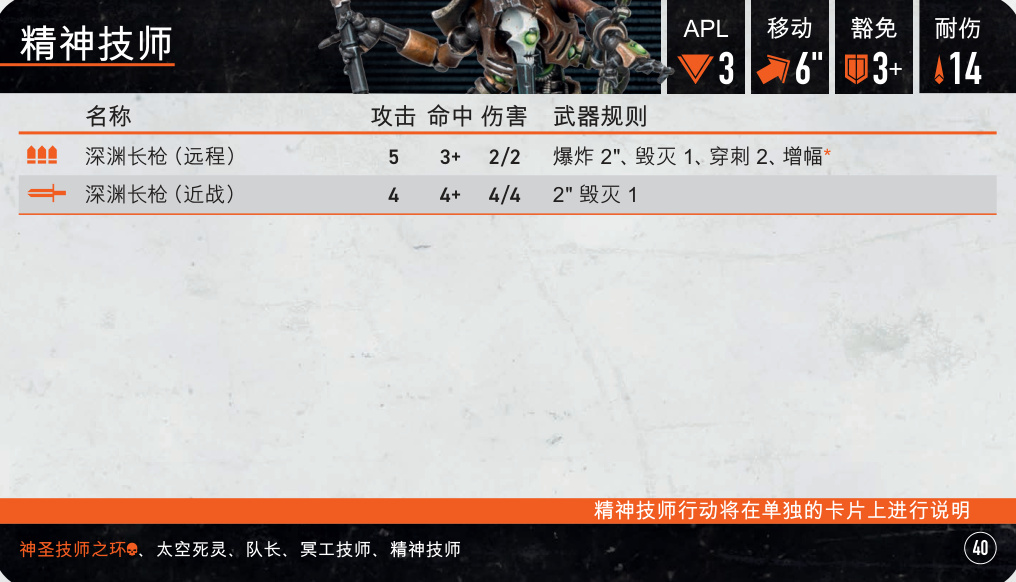 精神技师
APL 移动 豁免 耐伤
3 6" 3+ 14
名称 攻击 命中 伤害 武器规则
深渊长枪（远程） 5 3+ 2/2 爆炸 2"、毁灭 1、穿刺 2、增幅*
深渊长枪（近战） 4 4+ 4/4 2" 毁灭 1
精神技师行动将在单独的卡片上进行说明
神圣技师之环、太空死灵、队长、冥工技师、精神技师
40